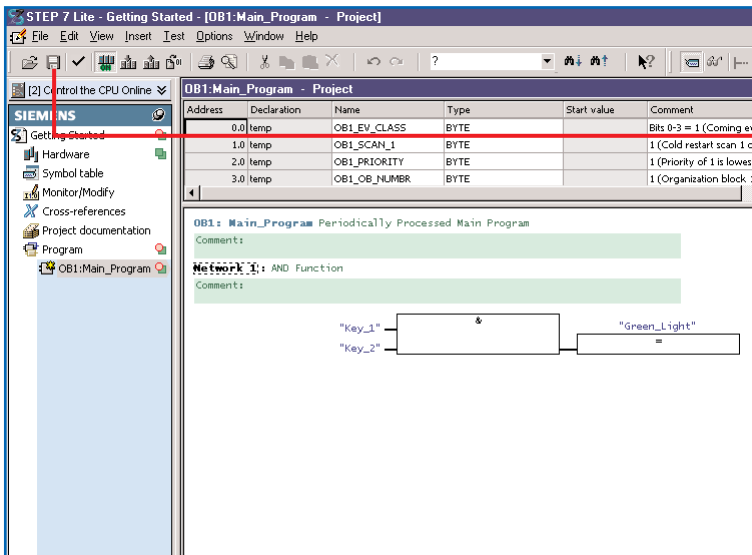 STEP 7 Lite - Getting Started - [OB1:Main_Program - Project]
File Edit View Insert Test Options Window Help
?
[2] Control the CPU Online
OB1:Main_Program - Project
SIEMENS
Getting Started
Hardware
Symbol table
Monitor/Modify
Cross-references
Project documentation
Program
OB1:Main_Program
Address Declaration Name Type Start value Comment
0.0 temp OB1_EV_CLASS BYTE Bits 0-3 = 1 (Coming ev
1.0 temp OB1_SCAN_1 BYTE 1 (Cold restart scan 1 o
2.0 temp OB1_PRIORITY BYTE 1 (Priority of 1 is lowes
3.0 temp OB1_OB_NUMBR BYTE 1 (Organization block
OB1: Main_Program Periodically Processed Main Program
Comment:
Network 1: AND Function
Comment:
"Key_1"
"Key_2"
&
"Green_Light"
=